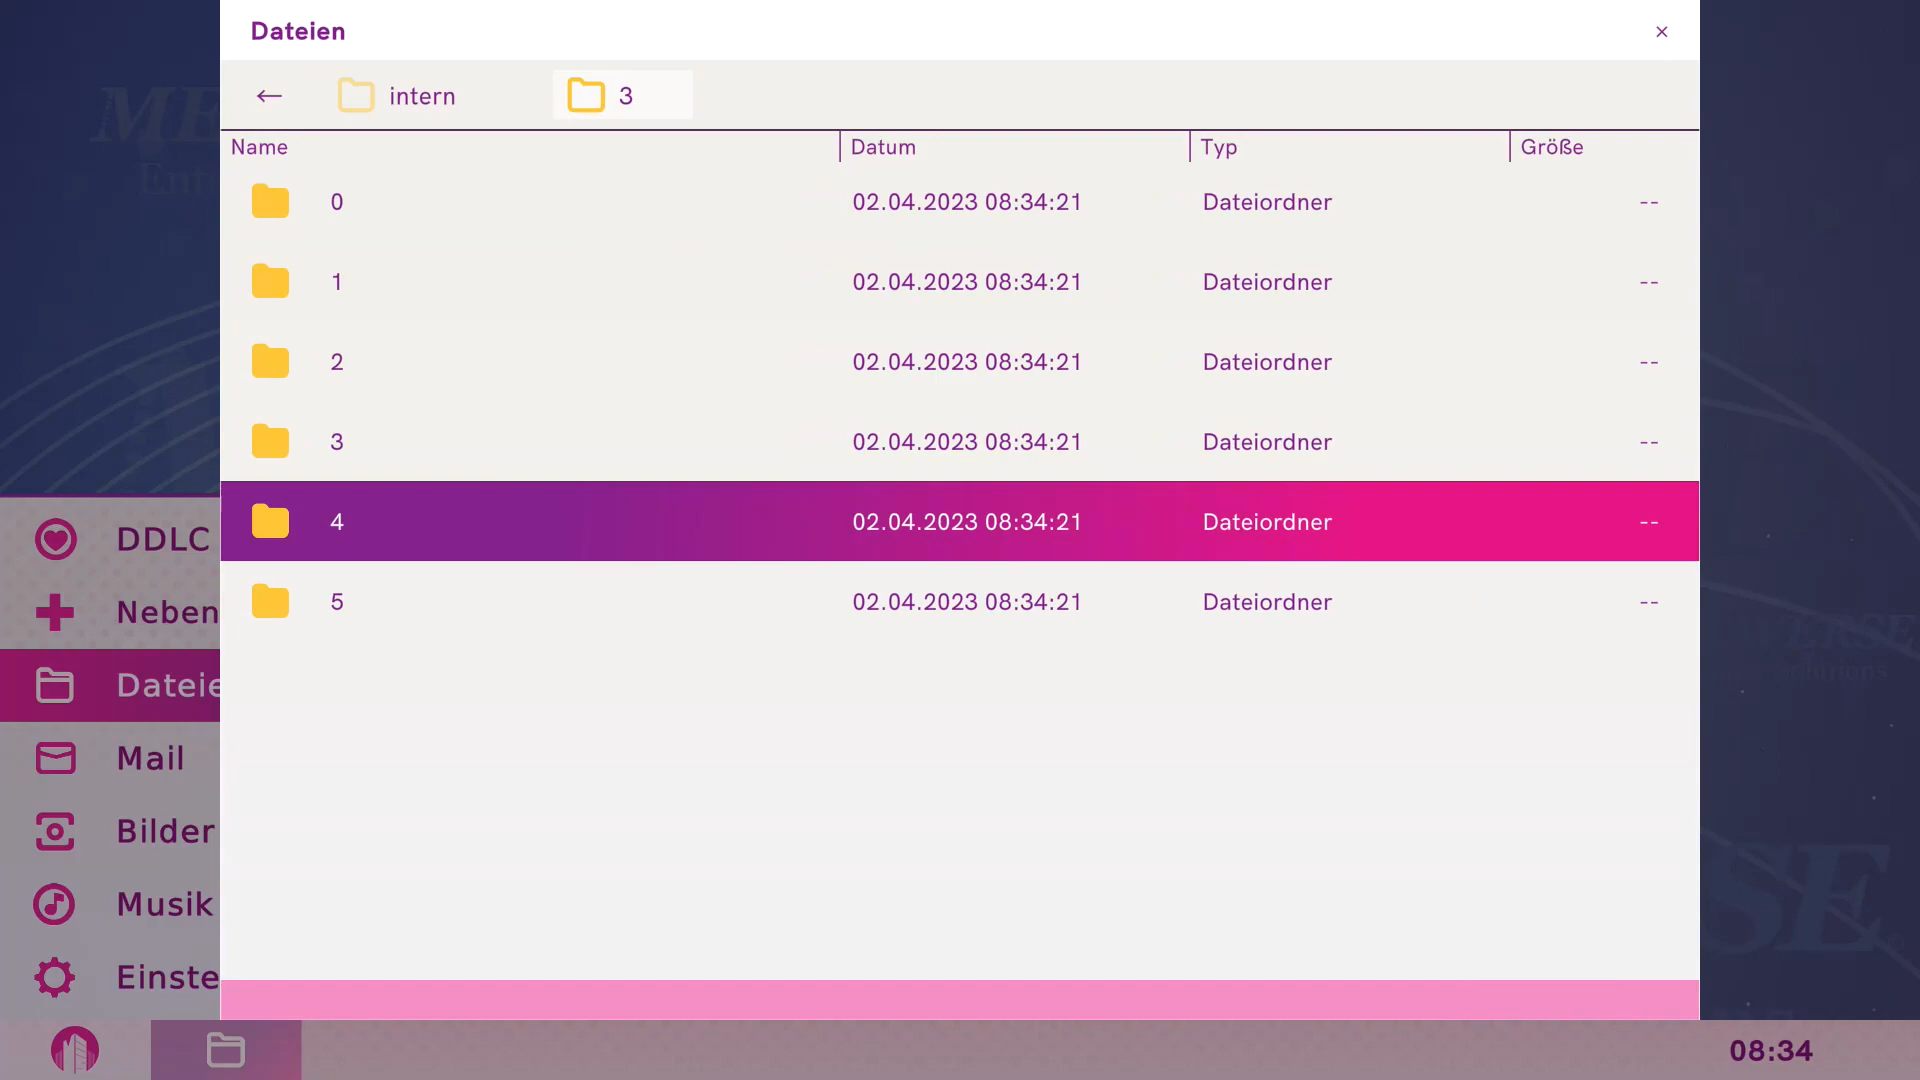 Dateien
×
← intern 3
Name Datum Typ Größe
0 02.04.2023 08:34:21 Dateiordner --
1 02.04.2023 08:34:21 Dateiordner --
2 02.04.2023 08:34:21 Dateiordner --
3 02.04.2023 08:34:21 Dateiordner --
4 02.04.2023 08:34:21 Dateiordner --
5 02.04.2023 08:34:21 Dateiordner --
DDLC
Neben
Dateie
Mail
Bilder
Musik
Einste
08:34